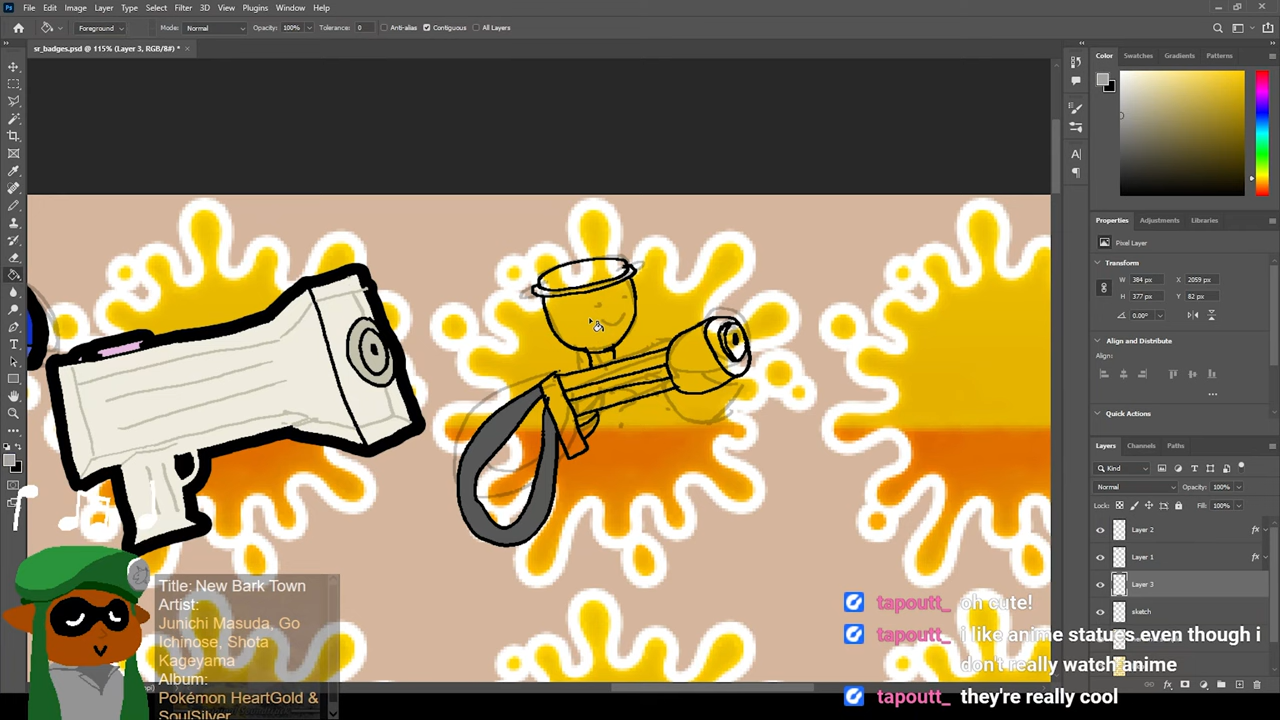 File Edit Image Layer Type Select Filter 3D View Plugins Window Help
Foreground Mode: Normal Opacity: 100% Tolerance: 0 Anti-alias Contiguous All Layers
sr_badges.psd @ 115% (Layer 3, RGB/8#) *
Color Swatches Gradients Patterns
Properties Adjustments Libraries
Pixel Layer
Transform
W 384 px X 2059 px
H 377 px Y 82 px
0.00°
Align and Distribute
Align:
Quick Actions
Layers Channels Paths
Kind
Normal Opacity: 100%
Lock: Fill: 100%
Layer 2 fx
Layer 1 fx
Layer 3
sketch
Title: New Bark Town
Artist:
Junichi Masuda, Go
Ichinose, Shota
Kageyama
Album:
Pokémon HeartGold &
SoulSilver
tapoutt_ oh cute!
tapoutt_ i like anime statues even though i
don't really watch anime
tapoutt_ they're really cool